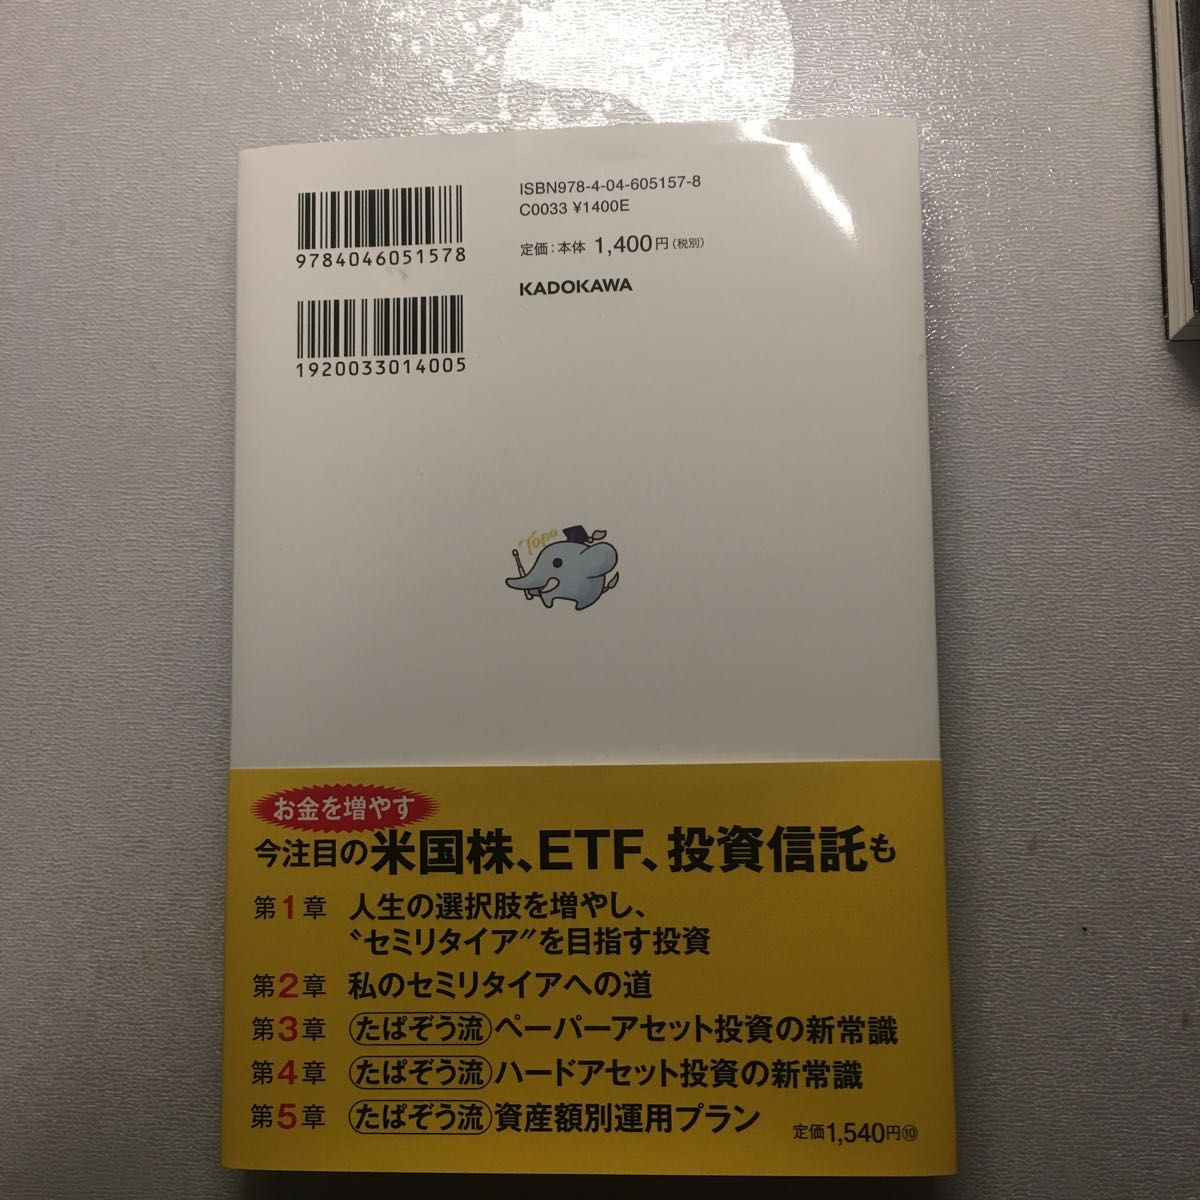 ISBN978-4-04-605157-8
C0033 ¥1400E
定価：本体 1,400円（税別）
KADOKAWA
9784046051578
1920033014005
Tapa
お金を増やす
今注目の米国株、ETF、投資信託も
第1章 人生の選択肢を増やし、
〝セミリタイア〟を目指す投資
第2章 私のセミリタイアへの道
第3章 たぱぞう流 ペーパーアセット投資の新常識
第4章 たぱぞう流 ハードアセット投資の新常識
第5章 たぱぞう流 資産額別運用プラン
定価1,540円⑩